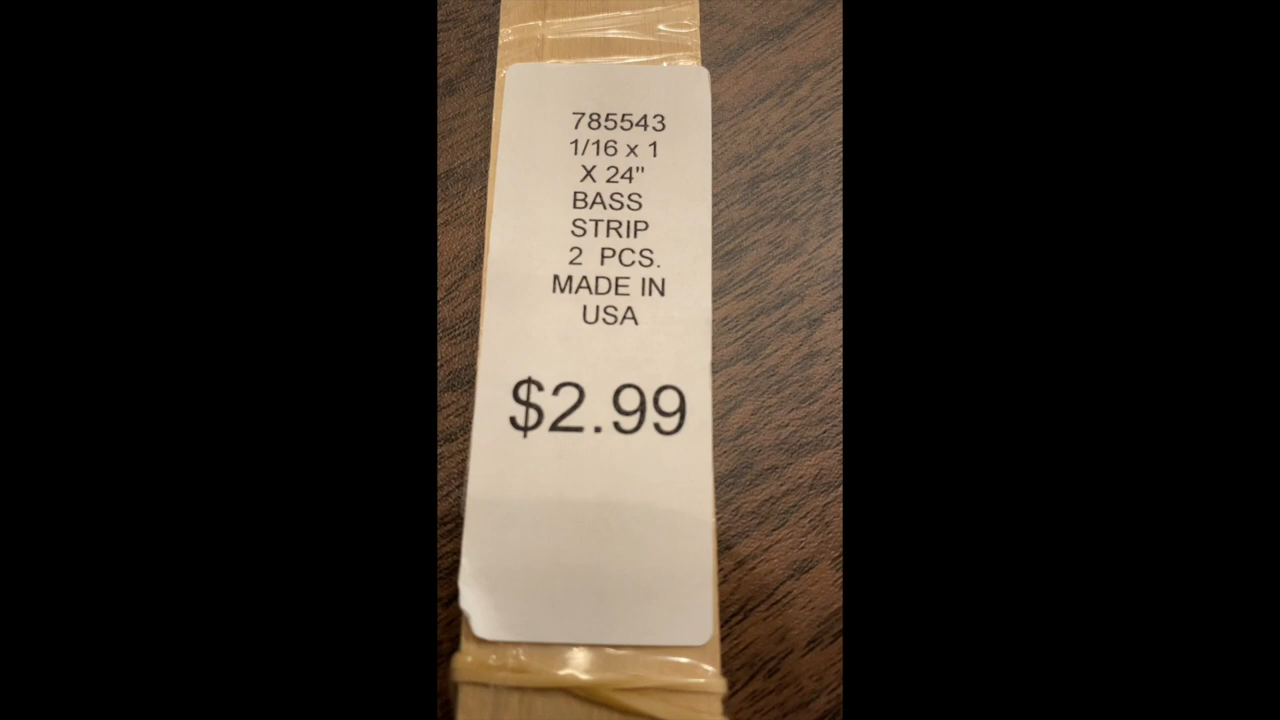 785543
1/16 x 1
X 24"
BASS
STRIP
2 PCS.
MADE IN
USA
$2.99